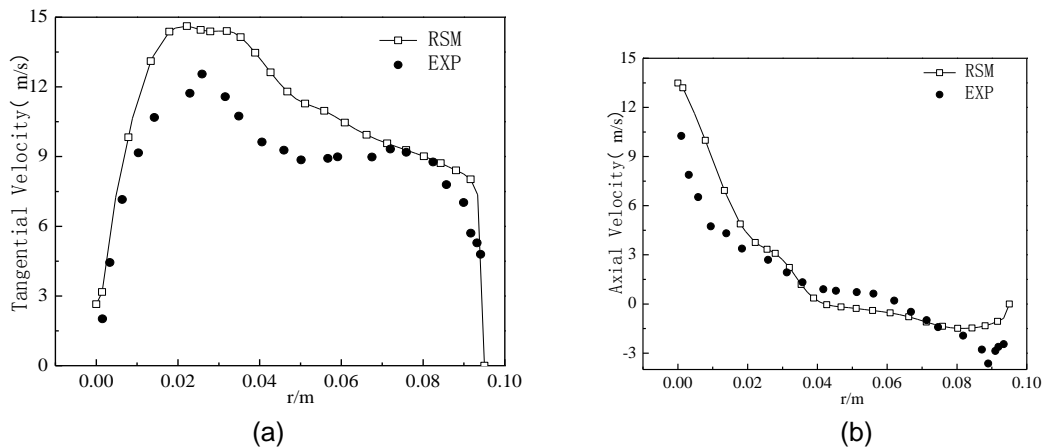 15
12
9
6
3
0
Tangential Velocity( m/s)
RSM
EXP
0.00 0.02 0.04 0.06 0.08 0.10
r/m
(a)
15
12
9
6
3
0
-3
Axial Velocity( m/s)
RSM
EXP
0.00 0.02 0.04 0.06 0.08 0.10
r/m
(b)